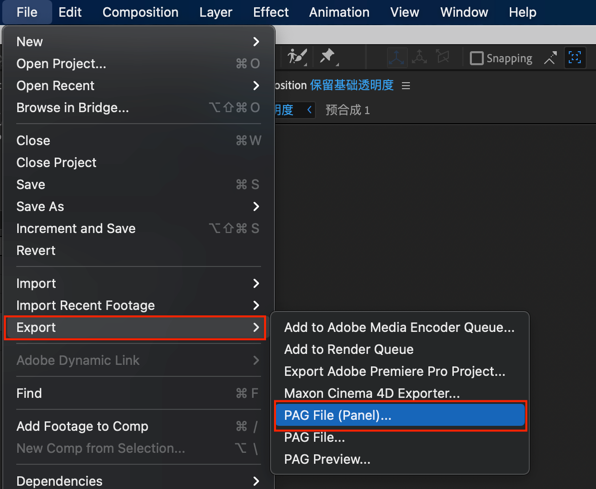 File Edit Composition Layer Effect Animation View Window Help
New
Open Project... ⌘ O
Open Recent
Browse in Bridge... ⌥⇧⌘ O
Close ⌘ W
Close Project
Save ⌘ S
Save As
Increment and Save ⌥⇧⌘ S
Revert
Import
Import Recent Footage
Export
Adobe Dynamic Link
Find ⌘ F
Add Footage to Comp ⌘ /
New Comp from Selection... ⌥ \
Dependencies
Snapping
osition 保留基础透明度
明度 预合成 1
Add to Adobe Media Encoder Queue...
Add to Render Queue
Export Adobe Premiere Pro Project...
Maxon Cinema 4D Exporter...
PAG File (Panel)...
PAG File...
PAG Preview...